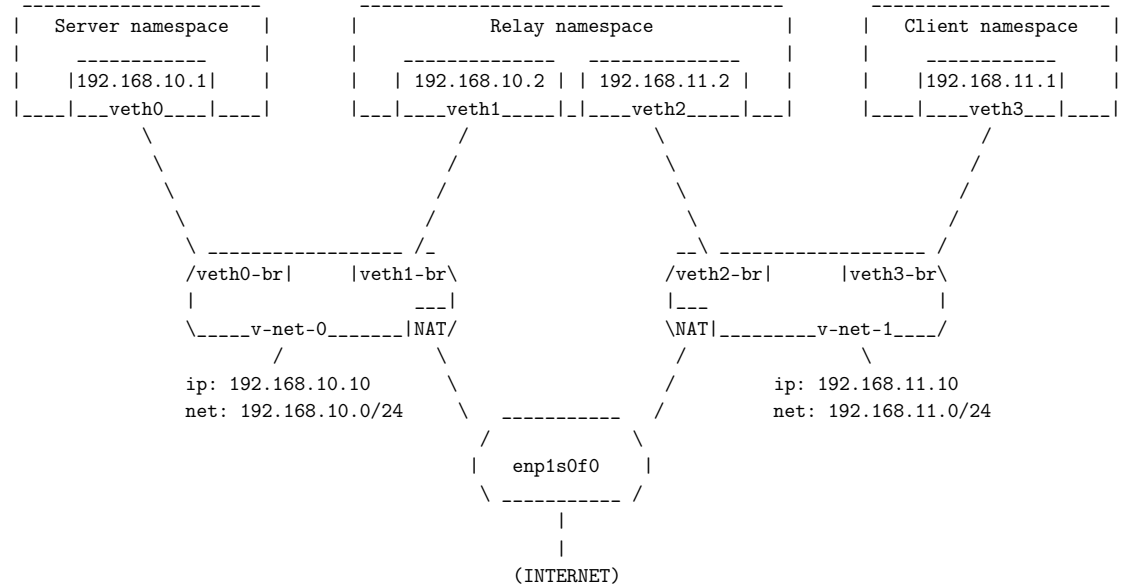 Server namespace Relay namespace Client namespace
192.168.10.1 192.168.10.2 192.168.11.2 192.168.11.1
veth0 veth1 veth2 veth3
veth0-br veth1-br veth2-br veth3-br
v-net-0 NAT NAT v-net-1
ip: 192.168.10.10 ip: 192.168.11.10
net: 192.168.10.0/24 net: 192.168.11.0/24
enp1s0f0
(INTERNET)